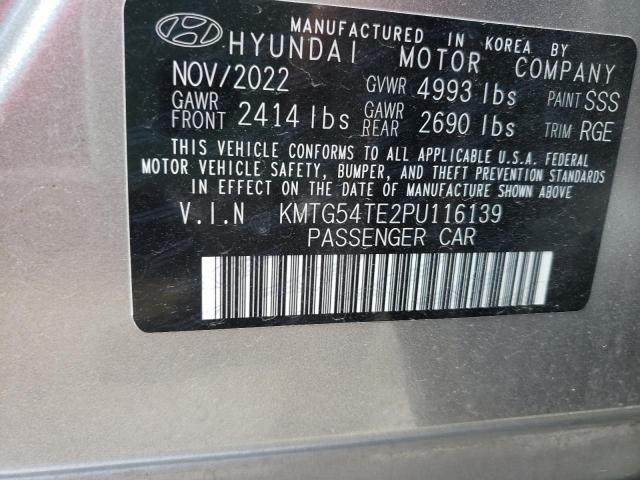 MANUFACTURED IN KOREA BY
HYUNDAI MOTOR COMPANY
NOV/2022 GVWR 4993 lbs PAINT SSS
GAWR FRONT 2414 lbs GAWR REAR 2690 lbs TRIM RGE
THIS VEHICLE CONFORMS TO ALL APPLICABLE U.S.A. FEDERAL
MOTOR VEHICLE SAFETY, BUMPER, AND THEFT PREVENTION
STANDARDS IN EFFECT ON THE DATE OF MANUFACTURE SHOWN ABOVE
V.I.N KMTG54TE2PU116139
PASSENGER CAR